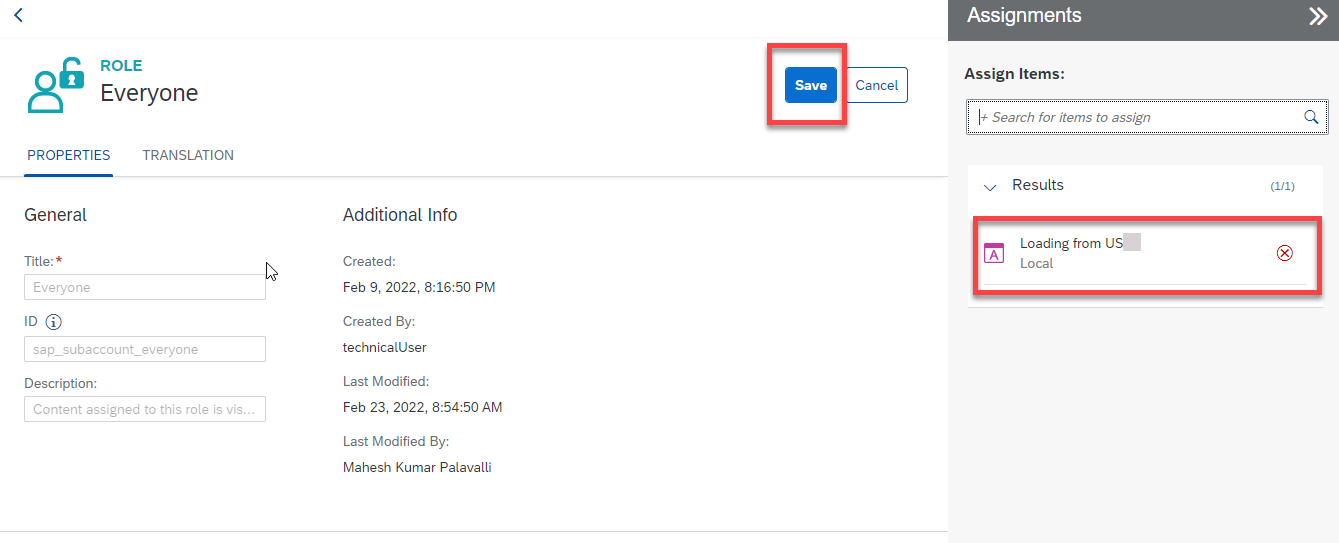 Assignments
ROLE
Everyone
Save
Cancel
Assign Items:
+ Search for items to assign
PROPERTIES
TRANSLATION
Results
(1/1)
General
Additional Info
Loading from US
Local
A
Title:*
Everyone
Created:
Feb 9, 2022, 8:16:50 PM
ID
i
sap_subaccount_everyone
Created By:
technicalUser
Description:
Content assigned to this role is vis...
Last Modified:
Feb 23, 2022, 8:54:50 AM
Last Modified By:
Mahesh Kumar Palavalli